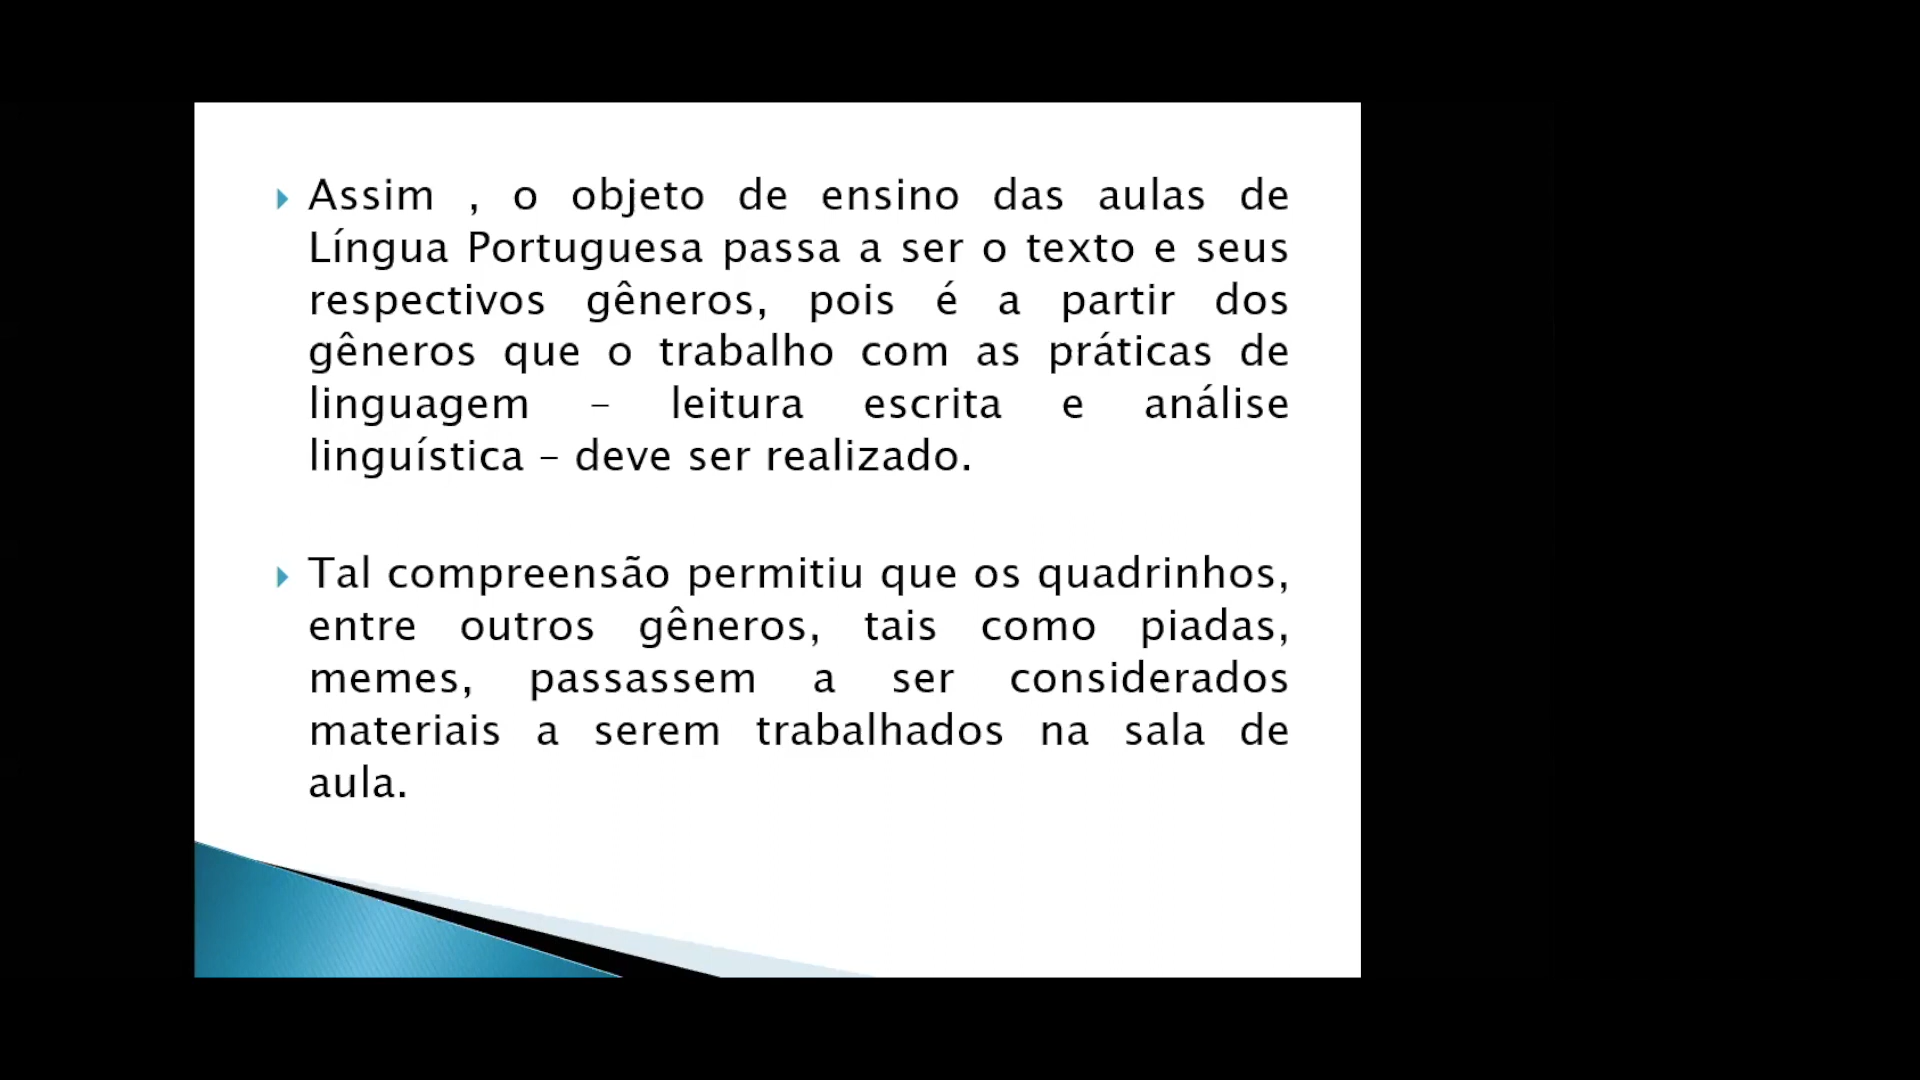 Assim , o objeto de ensino das aulas de
Língua Portuguesa passa a ser o texto e seus
respectivos gêneros, pois é a partir dos
gêneros que o trabalho com as práticas de
linguagem – leitura escrita e análise
linguística – deve ser realizado.
Tal compreensão permitiu que os quadrinhos,
entre outros gêneros, tais como piadas,
memes, passassem a ser considerados
materiais a serem trabalhados na sala de
aula.